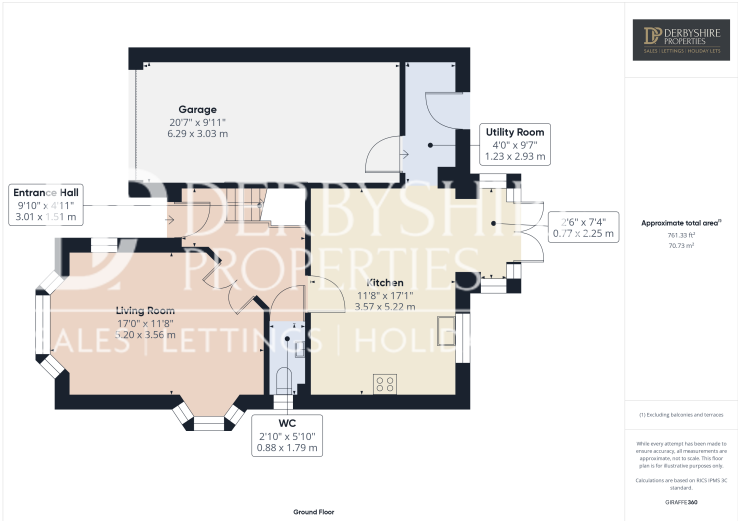 Garage
20'7" x 9'11"
6.29 x 3.03 m
Utility Room
4'0" x 9'7"
1.23 x 2.93 m
Entrance Hall
9'10" x 4'11"
3.01 x 1.51 m
2'6" x 7'4"
0.77 x 2.25 m
Kitchen
11'8" x 17'1"
3.57 x 5.22 m
Living Room
17'0" x 11'8"
5.20 x 3.56 m
WC
2'10" x 5'10"
0.88 x 1.79 m
Ground Floor
DERBYSHIRE
PROPERTIES
SALES | LETTINGS | HOLIDAY
DERBYSHIRE
PROPERTIES
SALES | LETTINGS | HOLIDAY LETS
Approximate total area⁽¹⁾
761.33 ft²
70.73 m²
(1) Excluding balconies and terraces
While every attempt has been made to
ensure accuracy, all measurements are
approximate, not to scale. This floor
plan is for illustrative purposes only.
Calculations are based on RICS IPMS 3C
standard.
GIRAFFE360